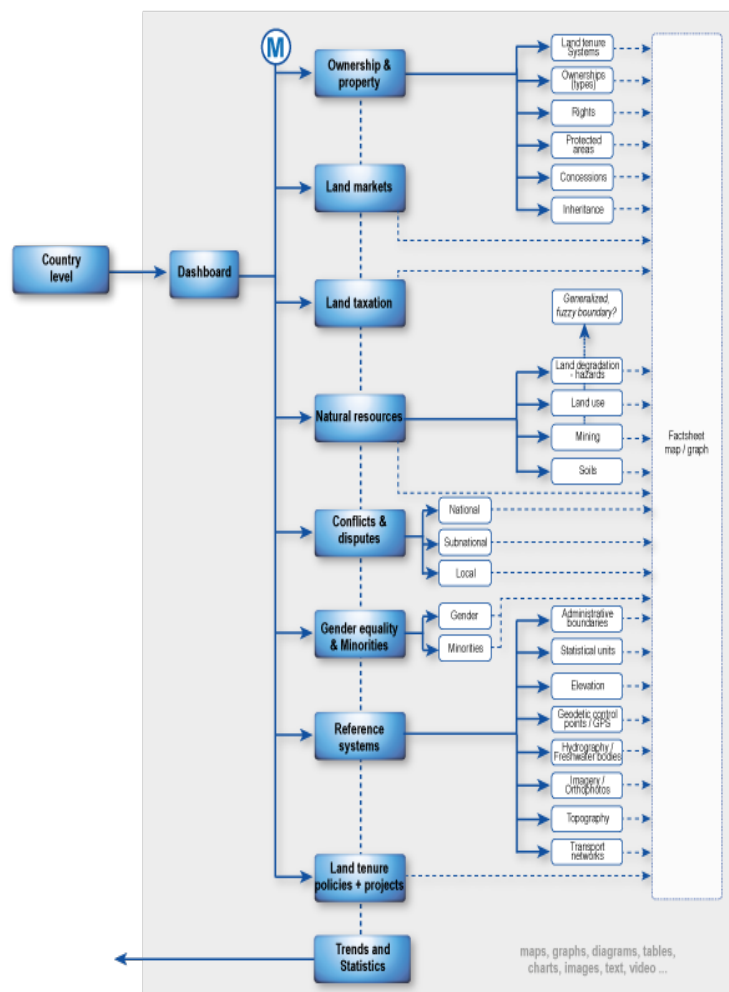 M
Ownership &
property
Land tenure
Systems
Ownerships
(types)
Rights
Protected
areas
Concessions
Inheritance
Land markets
Country
level
Dashboard
Land taxation
Generalized,
fuzzy boundary?
Natural resources
Land degradation
- hazards
Land use
Mining
Soils
Factsheet
map / graph
Conflicts &
disputes
National
Subnational
Local
Gender equality
& Minorities
Gender
Minorities
Reference
systems
Administrative
boundaries
Statistical units
Elevation
Geodetic control
points / GPS
Hydrography /
Freshwater bodies
Imagery /
Orthophotos
Topography
Transport
networks
Land tenure
policies + projects
Trends and
Statistics
maps, graphs, diagrams, tables,
charts, images, text, video ...